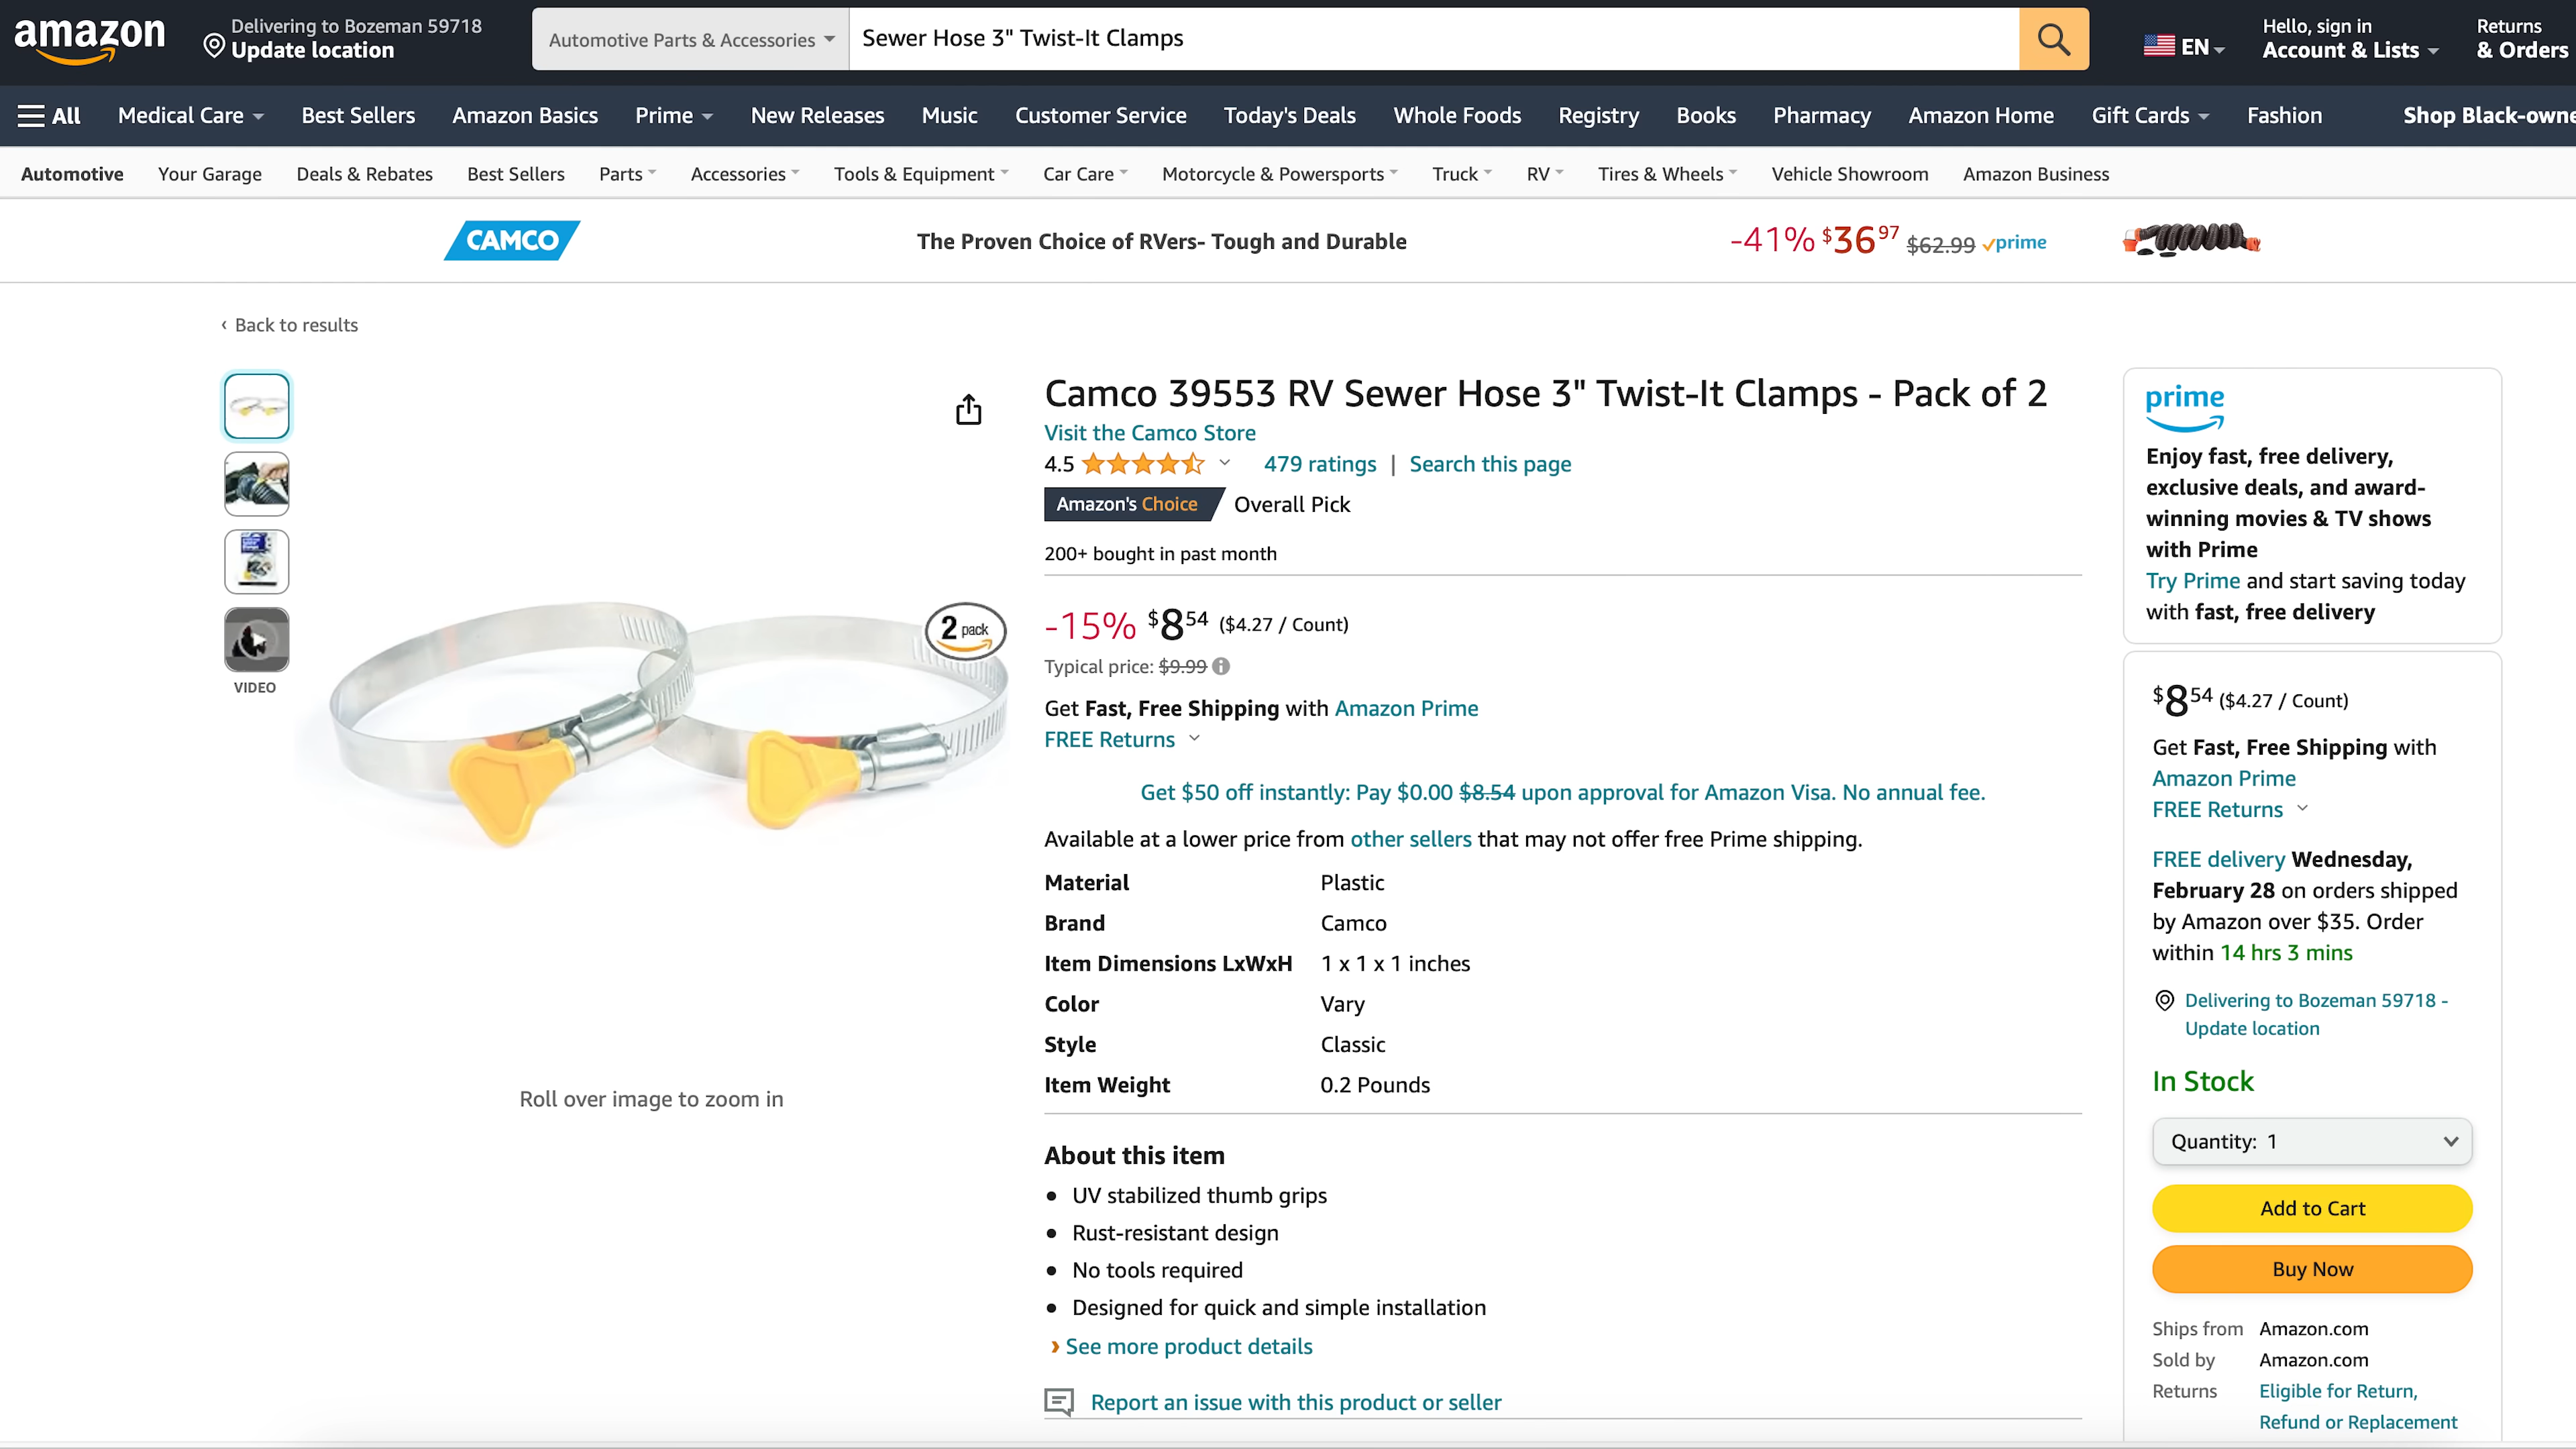 amazon
Delivering to Bozeman 59718
Update location
Automotive Parts & Accessories
Sewer Hose 3" Twist-It Clamps
EN
Hello, sign in
Account & Lists
Returns
& Orders
All
Medical Care
Best Sellers
Amazon Basics
Prime
New Releases
Music
Customer Service
Today's Deals
Whole Foods
Registry
Books
Pharmacy
Amazon Home
Gift Cards
Fashion
Shop Black-owne
Automotive
Your Garage
Deals & Rebates
Best Sellers
Parts
Accessories
Tools & Equipment
Car Care
Motorcycle & Powersports
Truck
RV
Tires & Wheels
Vehicle Showroom
Amazon Business
CAMCO
The Proven Choice of RVers- Tough and Durable
-41% $36 97 $62.99 prime
‹ Back to results
VIDEO
2 pack
Roll over image to zoom in
Camco 39553 RV Sewer Hose 3" Twist-It Clamps - Pack of 2
Visit the Camco Store
4.5
479 ratings | Search this page
Amazon's Choice Overall Pick
200+ bought in past month
-15% $8 54 ($4.27 / Count)
Typical price: $9.99
Get Fast, Free Shipping with Amazon Prime
FREE Returns
Get $50 off instantly: Pay $0.00 $8.54 upon approval for Amazon Visa. No annual fee.
Available at a lower price from other sellers that may not offer free Prime shipping.
Material Plastic
Brand Camco
Item Dimensions LxWxH 1 x 1 x 1 inches
Color Vary
Style Classic
Item Weight 0.2 Pounds
About this item
• UV stabilized thumb grips
• Rust-resistant design
• No tools required
• Designed for quick and simple installation
› See more product details
Report an issue with this product or seller
prime
Enjoy fast, free delivery,
exclusive deals, and award-
winning movies & TV shows
with Prime
Try Prime and start saving today
with fast, free delivery
$8 54 ($4.27 / Count)
Get Fast, Free Shipping with
Amazon Prime
FREE Returns
FREE delivery Wednesday,
February 28 on orders shipped
by Amazon over $35. Order
within 14 hrs 3 mins
Delivering to Bozeman 59718 -
Update location
In Stock
Quantity: 1
Add to Cart
Buy Now
Ships from Amazon.com
Sold by Amazon.com
Returns Eligible for Return,
Refund or Replacement